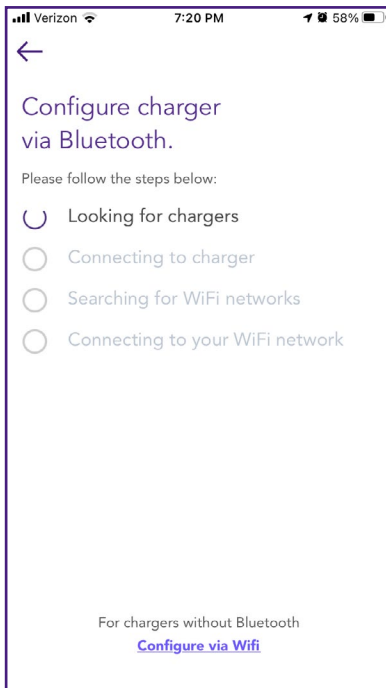 Verizon 7:20 PM 58%
Configure charger
via Bluetooth.
Please follow the steps below:
Looking for chargers
Connecting to charger
Searching for WiFi networks
Connecting to your WiFi network
For chargers without Bluetooth
Configure via Wifi